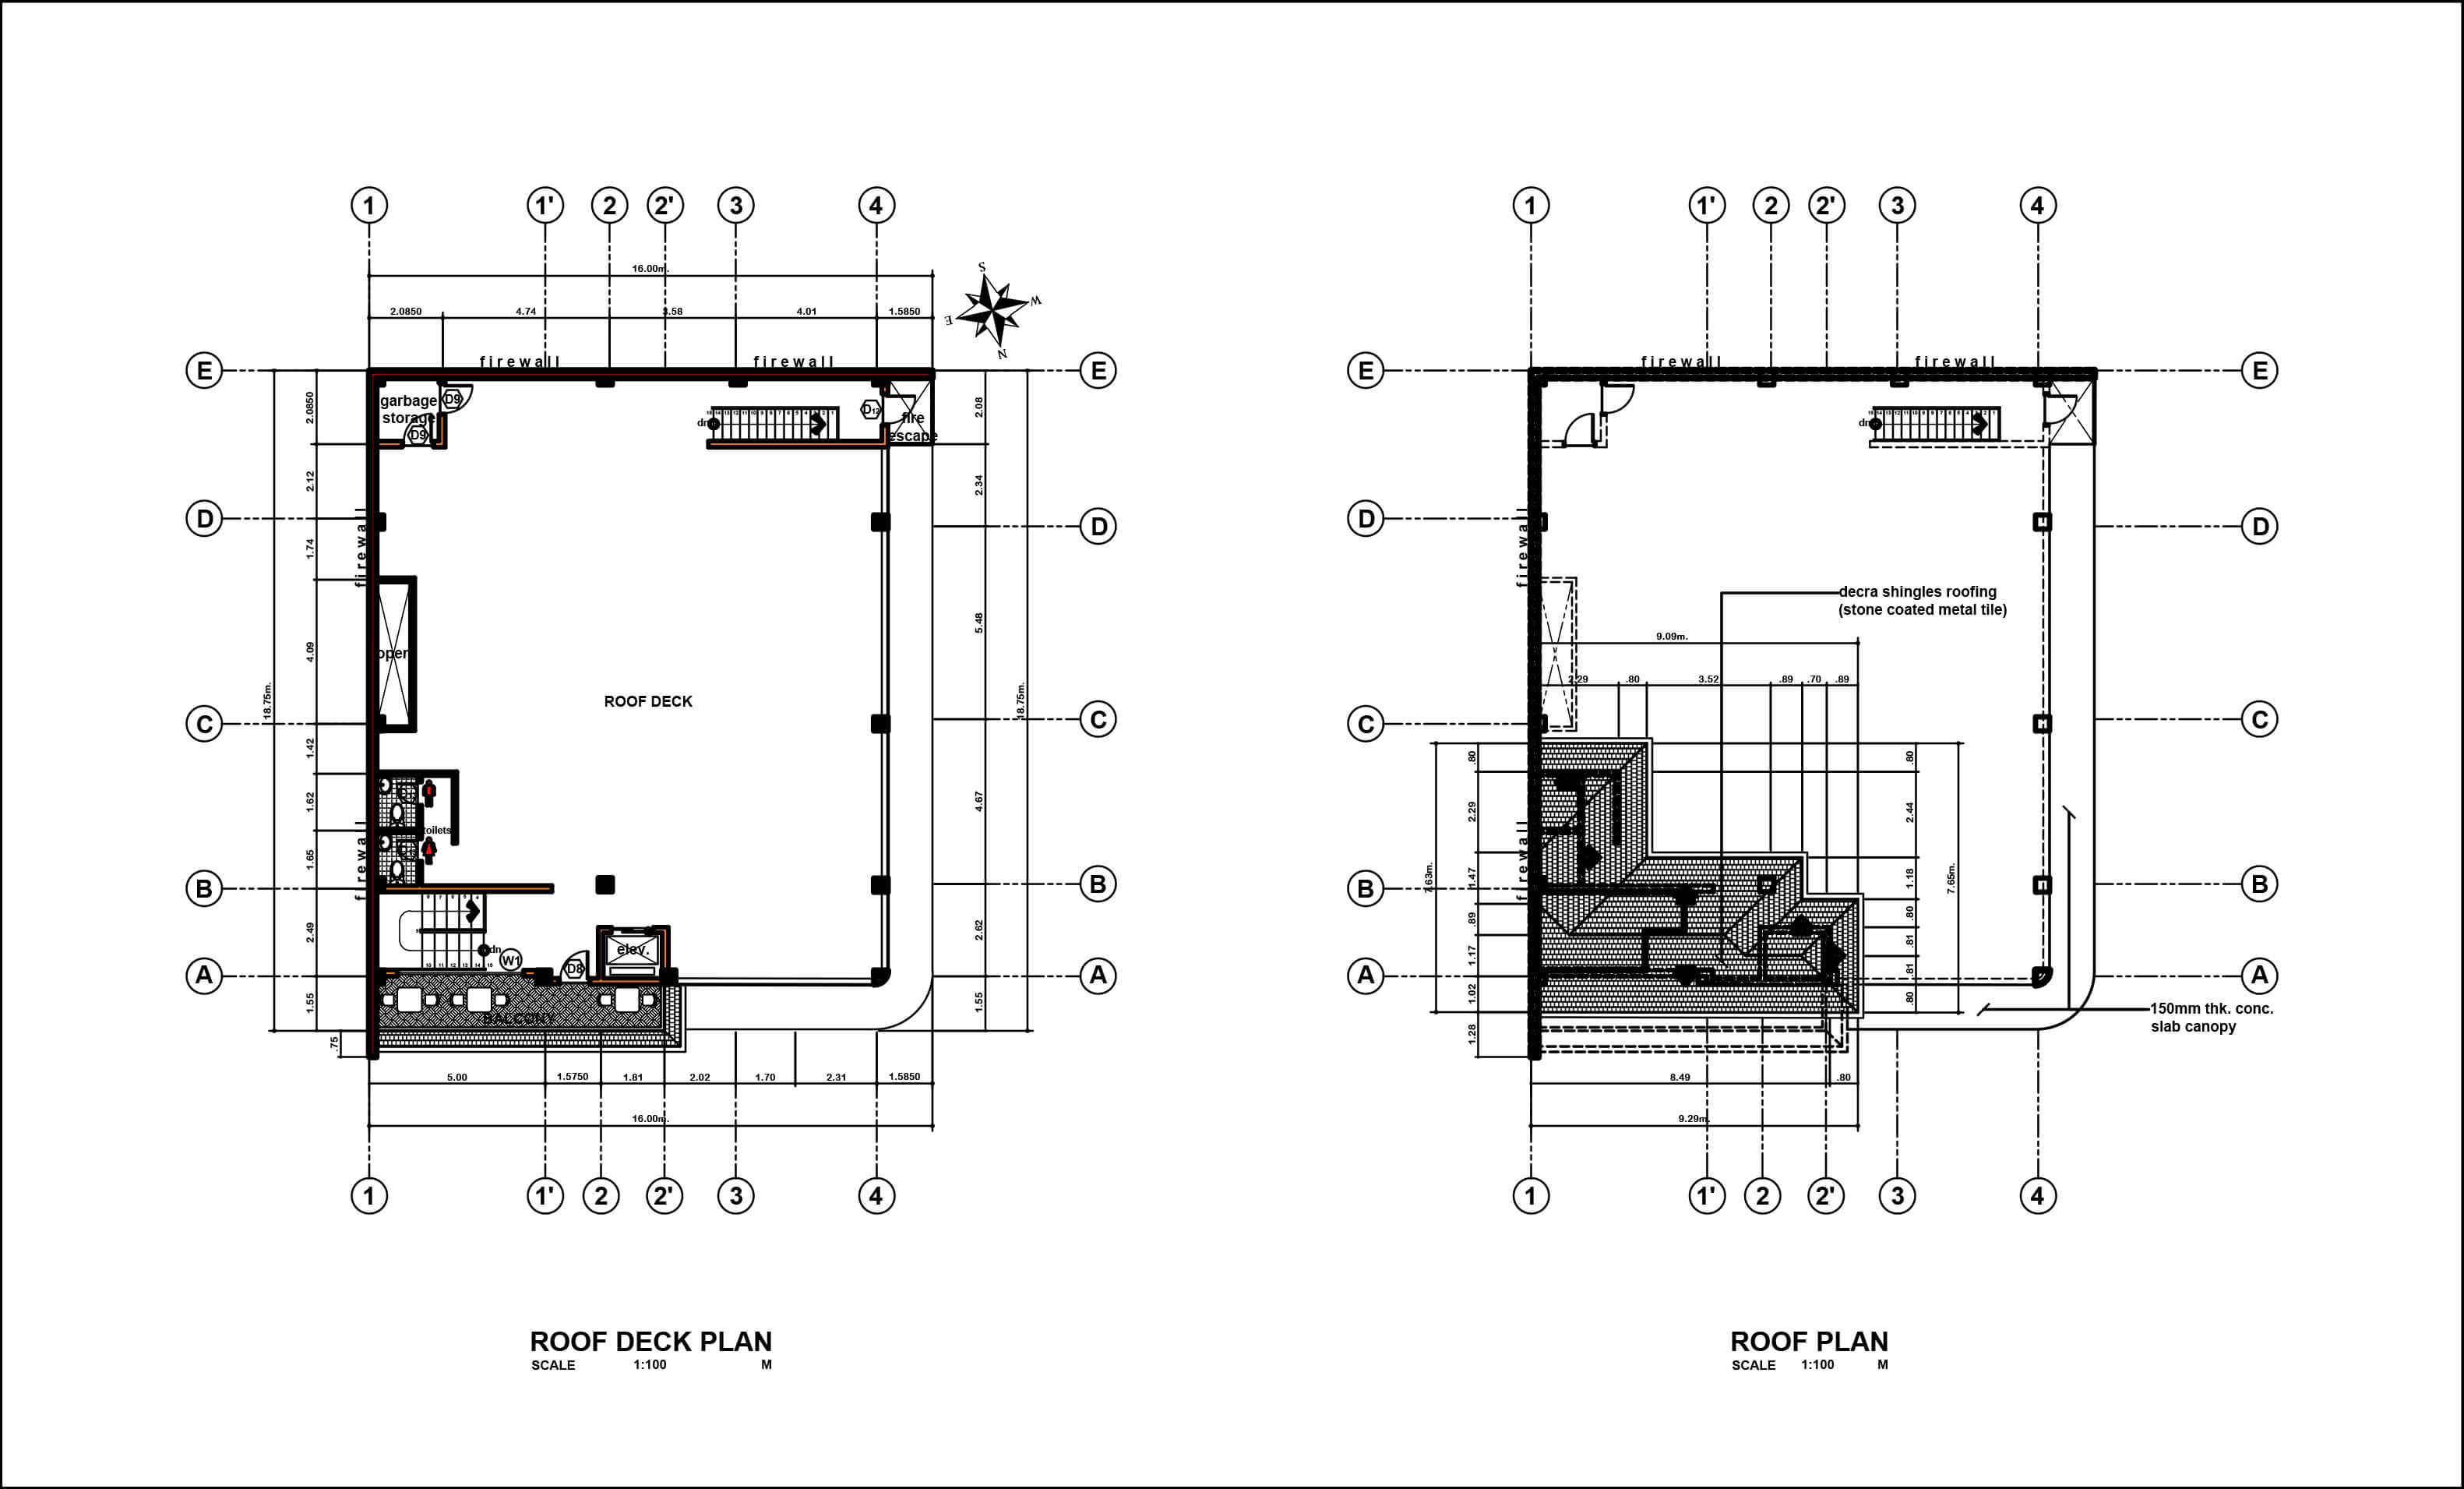 1 1' 2 2' 3 4
16.00m.
2.0850 4.74 3.58 4.01 1.5850
S
W
E
N
firewall firewall
E E
garbage
storage
D9
D9
dn
D12
fire
escape
2.0850
2.12
1.74
4.09
1.42
1.62
1.65
2.49
1.55
.75
18.75m.
firewall
firewall
D D
open
ROOF DECK
C C
toilets
B B
elev.
dn
W1
D8
A A
BALCONY
2.08
2.34
5.48
4.67
2.62
1.55
18.75m.
5.00 1.5750 1.81 2.02 1.70 2.31 1.5850
16.00m.
1 1' 2 2' 3 4
ROOF DECK PLAN
SCALE 1:100 M
1 1' 2 2' 3 4
firewall firewall
E E
dn
D D
firewall
decra shingles roofing
(stone coated metal tile)
9.09m.
2.29 .80 3.52 .89 .70 .89
C C
.80
2.29
1.47
.89
1.17
1.02
1.28
7.63m.
firewall
B B
.80
2.44
1.18
.80
.81
.81
.80
7.65m.
A A
150mm thk. conc.
slab canopy
8.49 .80
9.29m.
1 1' 2 2' 3 4
ROOF PLAN
SCALE 1:100 M